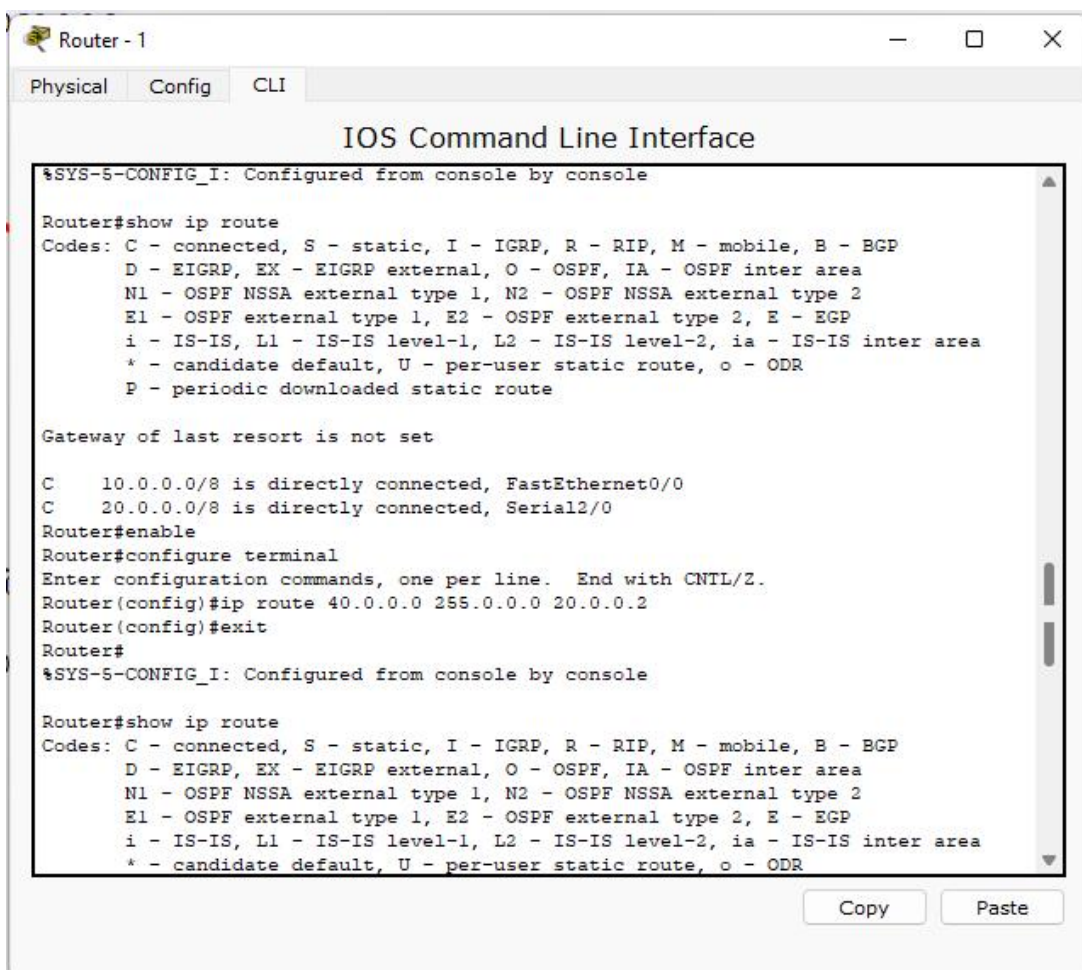 Router - 1
Physical Config CLI
IOS Command Line Interface
%SYS-5-CONFIG_I: Configured from console by console
Router#show ip route
Codes: C - connected, S - static, I - IGRP, R - RIP, M - mobile, B - BGP
D - EIGRP, EX - EIGRP external, O - OSPF, IA - OSPF inter area
N1 - OSPF NSSA external type 1, N2 - OSPF NSSA external type 2
E1 - OSPF external type 1, E2 - OSPF external type 2, E - EGP
i - IS-IS, L1 - IS-IS level-1, L2 - IS-IS level-2, ia - IS-IS inter area
* - candidate default, U - per-user static route, o - ODR
P - periodic downloaded static route
Gateway of last resort is not set
C 10.0.0.0/8 is directly connected, FastEthernet0/0
C 20.0.0.0/8 is directly connected, Serial2/0
Router#enable
Router#configure terminal
Enter configuration commands, one per line. End with CNTL/Z.
Router(config)#ip route 40.0.0.0 255.0.0.0 20.0.0.2
Router(config)#exit
Router#
%SYS-5-CONFIG_I: Configured from console by console
Router#show ip route
Codes: C - connected, S - static, I - IGRP, R - RIP, M - mobile, B - BGP
D - EIGRP, EX - EIGRP external, O - OSPF, IA - OSPF inter area
N1 - OSPF NSSA external type 1, N2 - OSPF NSSA external type 2
E1 - OSPF external type 1, E2 - OSPF external type 2, E - EGP
i - IS-IS, L1 - IS-IS level-1, L2 - IS-IS level-2, ia - IS-IS inter area
* - candidate default, U - per-user static route, o - ODR
Copy Paste